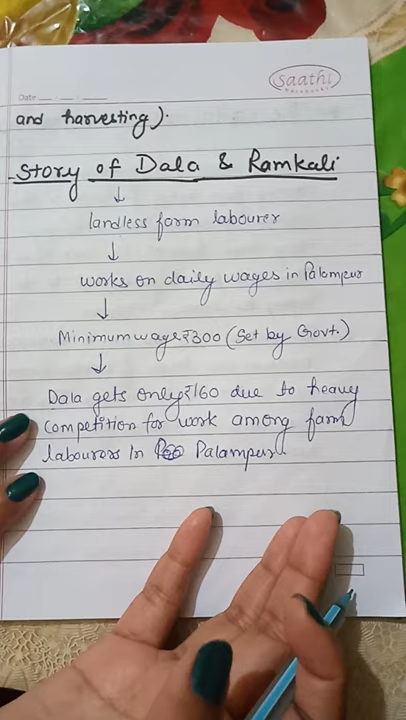 saathi
Date
and harvesting).
Story of Dala & Ramkali
landless farm labourer
works on daily wages in Palampur
Minimum wage ₹300 (Set by Govt.)
Dala gets only ₹160 due to heavy
competition for work among farm
labourers In Palampur.